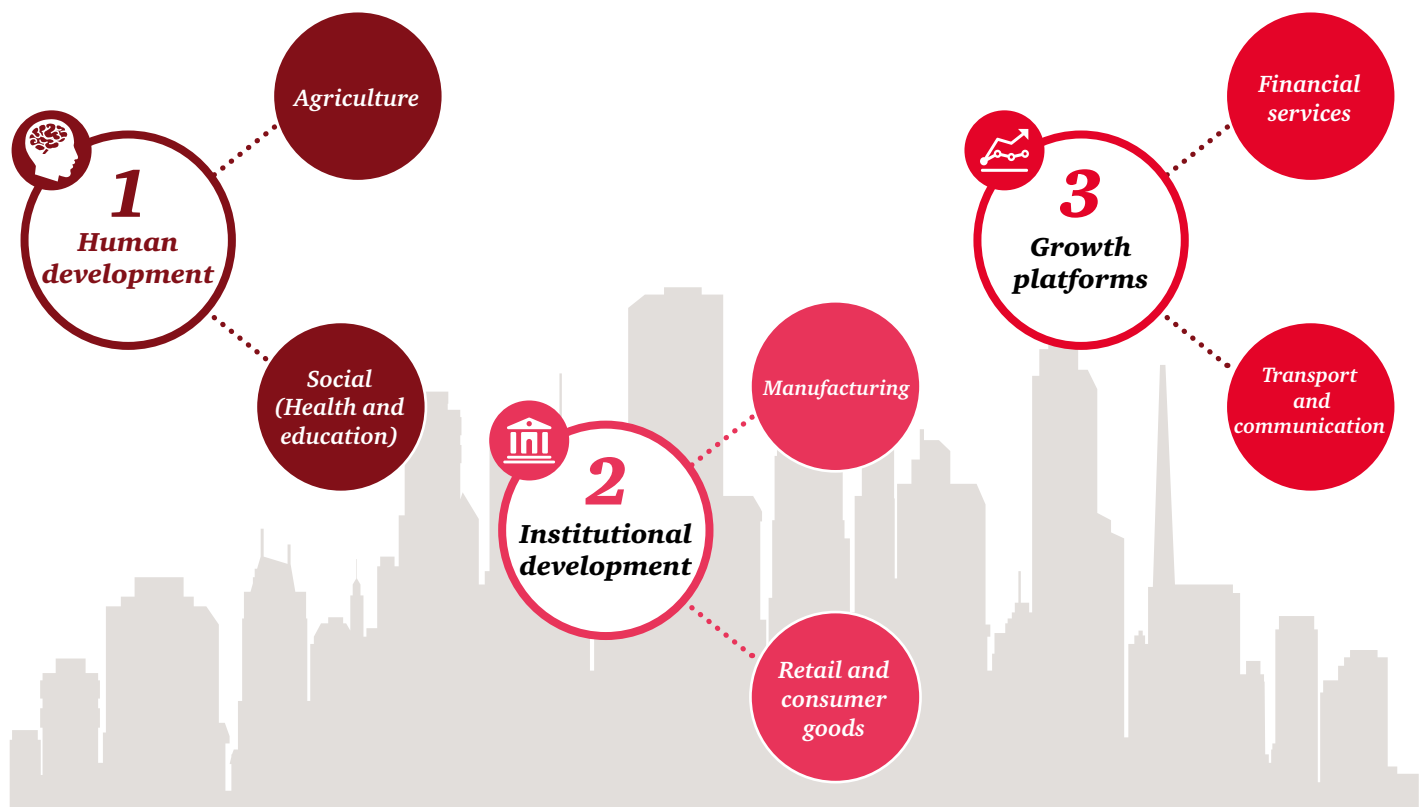 1
Human
development
Agriculture
Social
(Health and
education)
2
Institutional
development
Manufacturing
Retail and
consumer
goods
3
Growth
platforms
Financial
services
Transport
and
communication